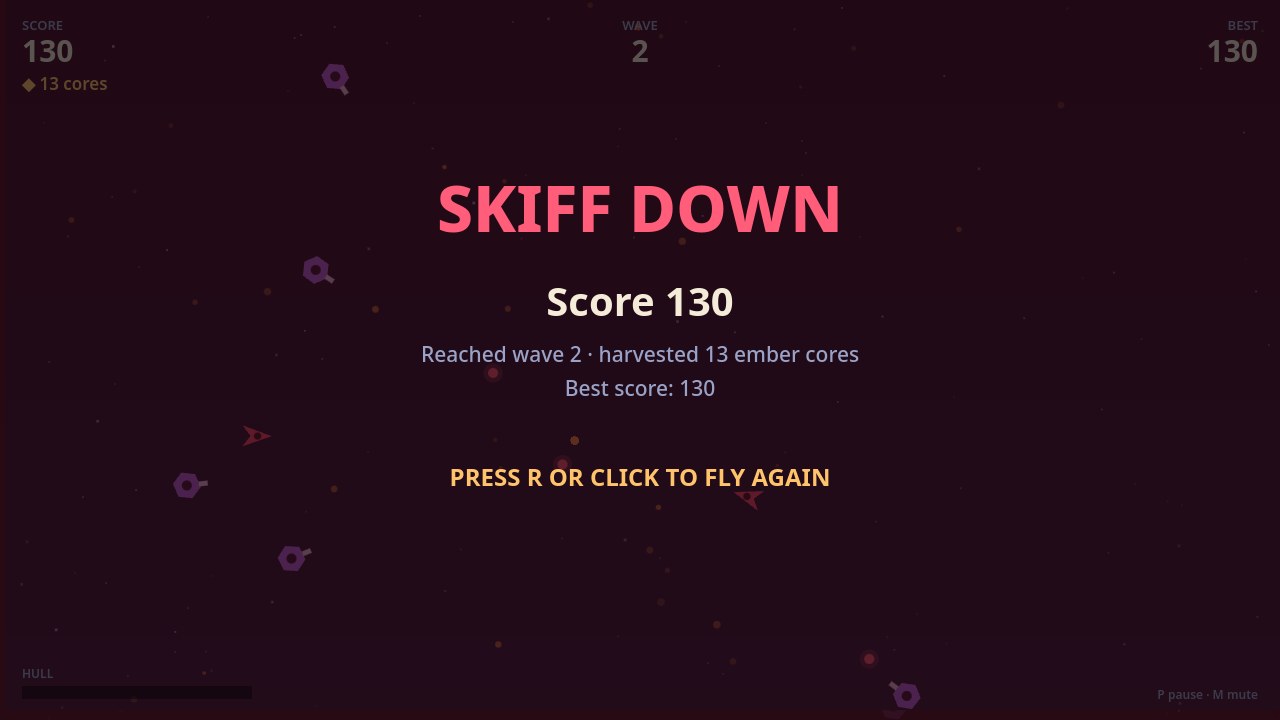 SCORE
130
◆ 13 cores
WAVE
2
BEST
130
SKIFF DOWN
Score 130
Reached wave 2 · harvested 13 ember cores
Best score: 130
PRESS R OR CLICK TO FLY AGAIN
HULL
P pause · M mute